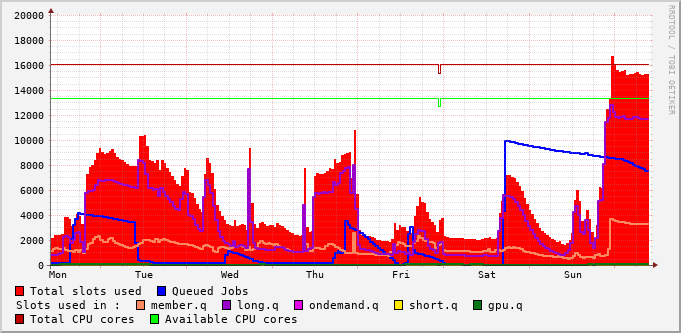 20000
18000
16000
14000
12000
10000
8000
6000
4000
2000
0
Mon Tue Wed Thu Fri Sat Sun
RRDTOOL / TOBI OETIKER
Total slots used Queued Jobs
Slots used in : member.q long.q ondemand.q short.q gpu.q
Total CPU cores Available CPU cores